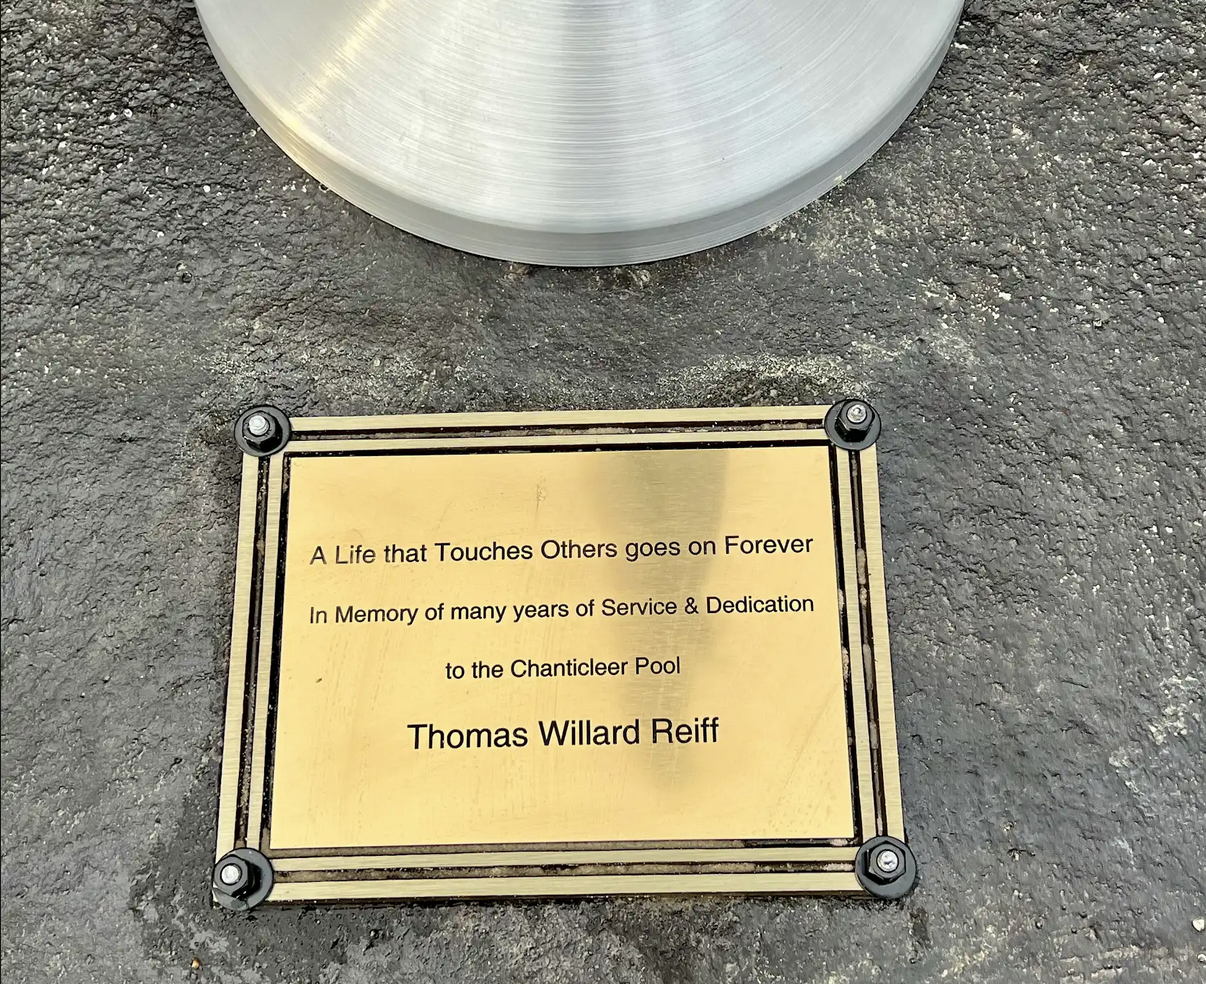 A Life that Touches Others goes on Forever
In Memory of many years of Service & Dedication
to the Chanticleer Pool
Thomas Willard Reiff